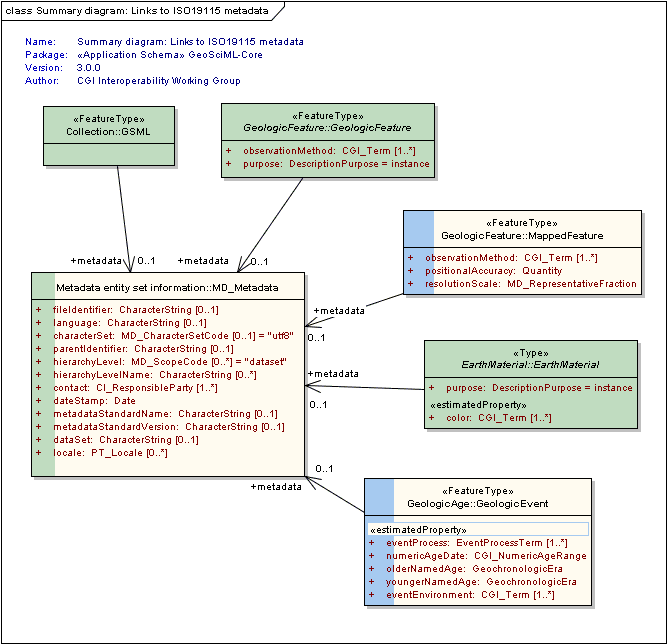 class Summary diagram: Links to ISO19115 metadata
Name: Summary diagram: Links to ISO19115 metadata
Package: «Application Schema» GeoSciML-Core
Version: 3.0.0
Author: CGI Interoperability Working Group
«FeatureType»
Collection::GSML
«FeatureType»
GeologicFeature::GeologicFeature
+ observationMethod: CGI_Term [1..*]
+ purpose: DescriptionPurpose = instance
«FeatureType»
GeologicFeature::MappedFeature
+ observationMethod: CGI_Term [1..*]
+ positionalAccuracy: Quantity
+ resolutionScale: MD_RepresentativeFraction
+metadata 0..1
+metadata 0..1
Metadata entity set information::MD_Metadata
+ fileIdentifier: CharacterString [0..1]
+ language: CharacterString [0..1]
+ characterSet: MD_CharacterSetCode [0..1] = "utf8"
+ parentIdentifier: CharacterString [0..1]
+ hierarchyLevel: MD_ScopeCode [0..*] = "dataset"
+ hierarchyLevelName: CharacterString [0..*]
+ contact: CI_ResponsibleParty [1..*]
+ dateStamp: Date
+ metadataStandardName: CharacterString [0..1]
+ metadataStandardVersion: CharacterString [0..1]
+ dataSet: CharacterString [0..1]
+ locale: PT_Locale [0..*]
+metadata
0..1
«Type»
EarthMaterial::EarthMaterial
+ purpose: DescriptionPurpose = instance
«estimatedProperty»
+ color: CGI_Term [1..*]
+metadata
0..1
0..1
+metadata
«FeatureType»
GeologicAge::GeologicEvent
«estimatedProperty»
+ eventProcess: EventProcessTerm [1..*]
+ numericAgeDate: CGI_NumericAgeRange
+ olderNamedAge: GeochronologicEra
+ youngerNamedAge: GeochronologicEra
+ eventEnvironment: CGI_Term [1..*]